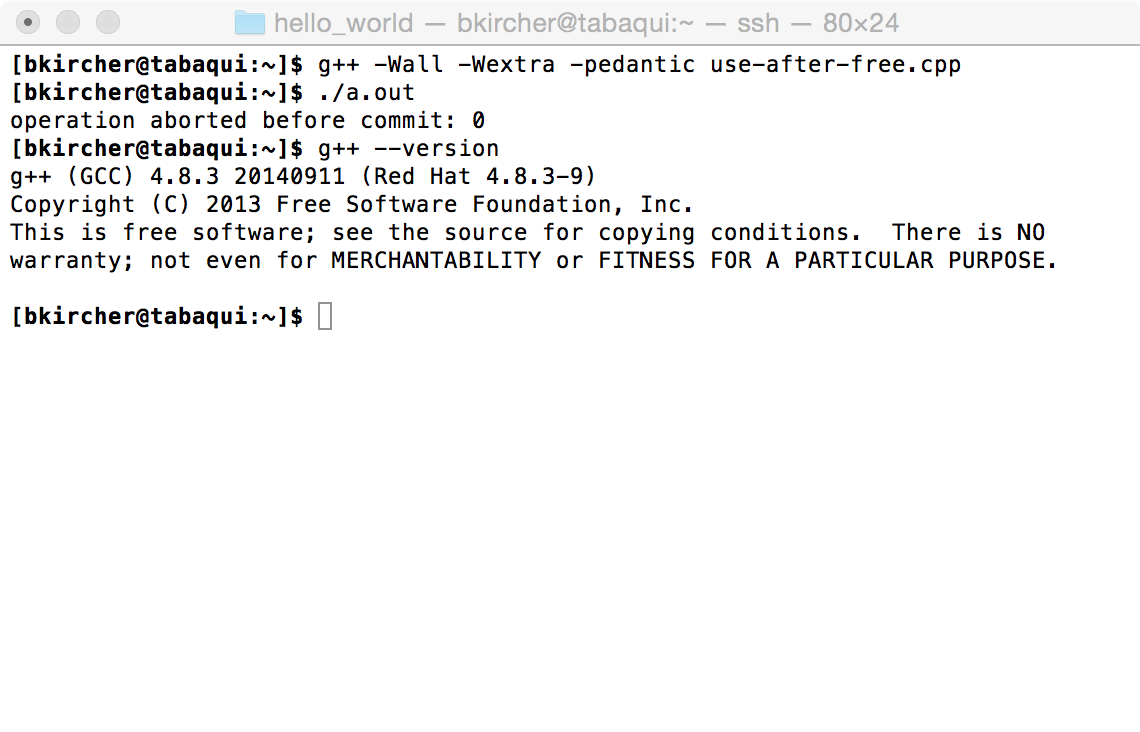 hello_world — bkircher@tabaqui:~ — ssh — 80×24
[bkircher@tabaqui:~]$ g++ -Wall -Wextra -pedantic use-after-free.cpp
[bkircher@tabaqui:~]$ ./a.out
operation aborted before commit: 0
[bkircher@tabaqui:~]$ g++ --version
g++ (GCC) 4.8.3 20140911 (Red Hat 4.8.3-9)
Copyright (C) 2013 Free Software Foundation, Inc.
This is free software; see the source for copying conditions.  There is NO
warranty; not even for MERCHANTABILITY or FITNESS FOR A PARTICULAR PURPOSE.
[bkircher@tabaqui:~]$